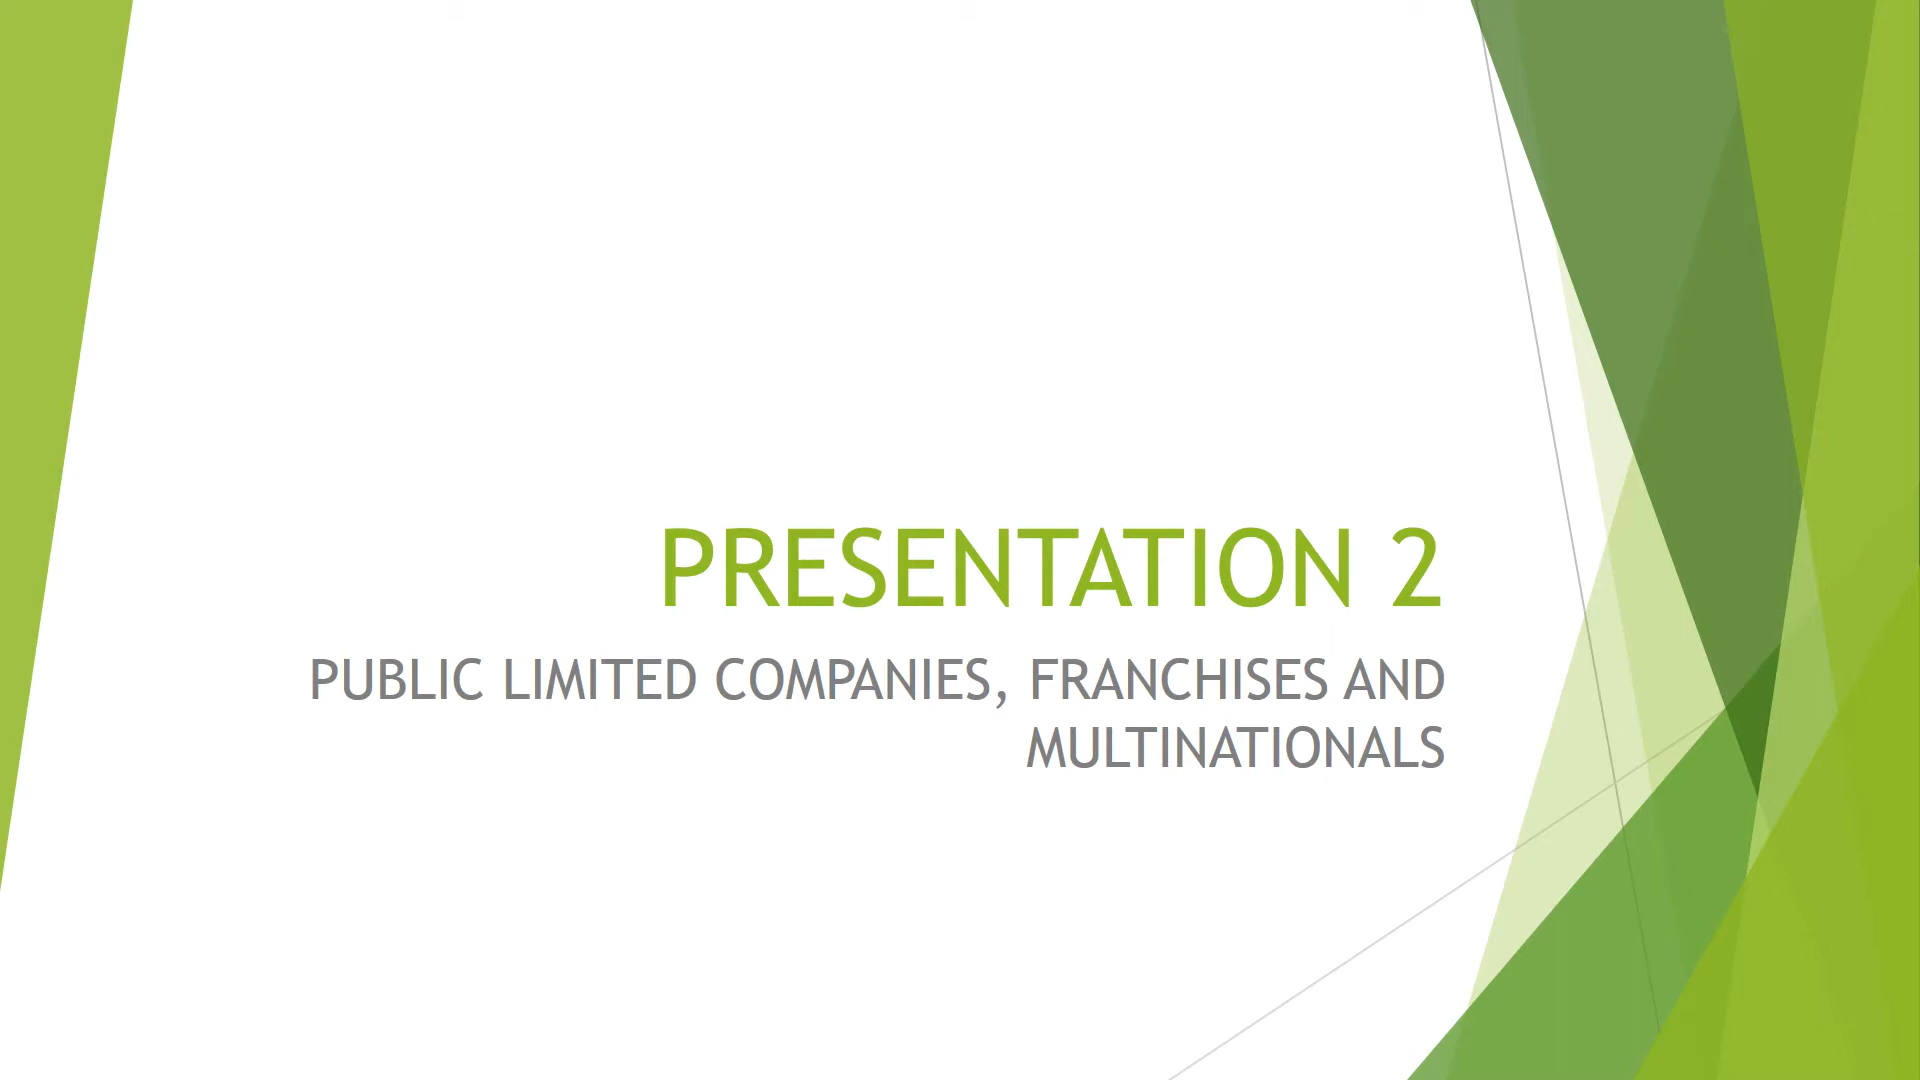 PRESENTATION 2
PUBLIC LIMITED COMPANIES, FRANCHISES AND
MULTINATIONALS